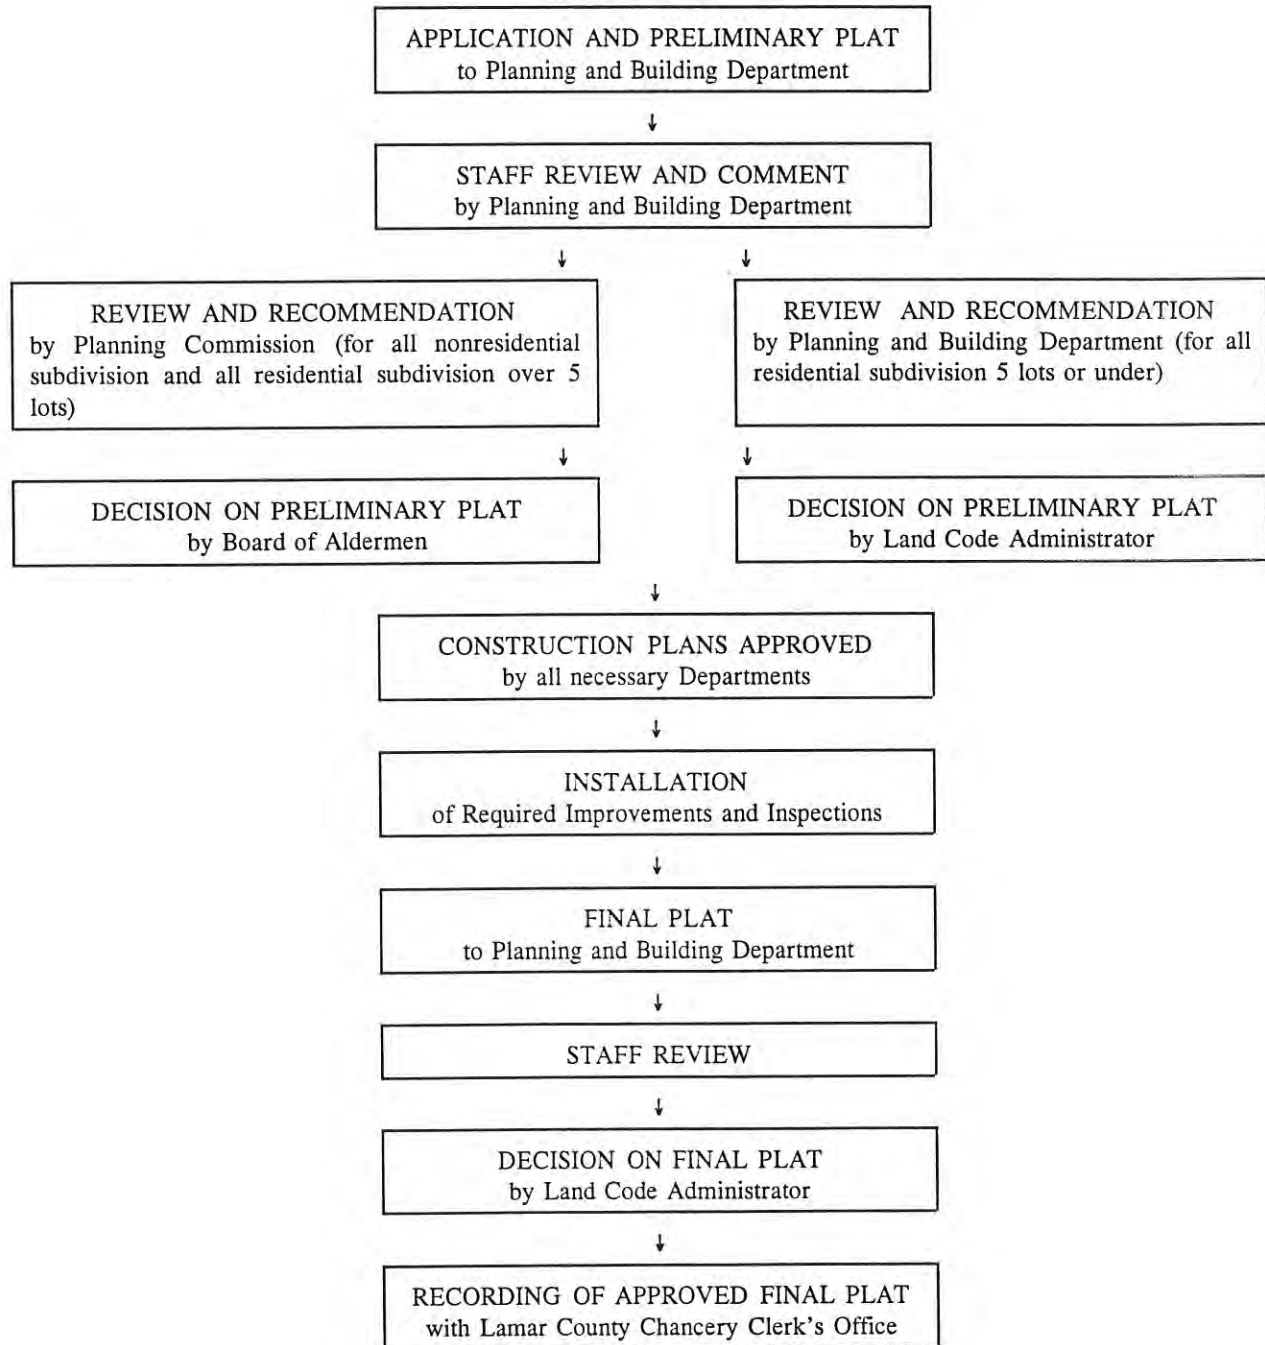 APPLICATION AND PRELIMINARY PLAT
to Planning and Building Department
↓
STAFF REVIEW AND COMMENT
by Planning and Building Department
↓ ↓
REVIEW AND RECOMMENDATION
by Planning Commission (for all nonresidential
subdivision and all residential subdivision over 5
lots)
REVIEW AND RECOMMENDATION
by Planning and Building Department (for all
residential subdivision 5 lots or under)
↓ ↓
DECISION ON PRELIMINARY PLAT
by Board of Aldermen
DECISION ON PRELIMINARY PLAT
by Land Code Administrator
↓
CONSTRUCTION PLANS APPROVED
by all necessary Departments
↓
INSTALLATION
of Required Improvements and Inspections
↓
FINAL PLAT
to Planning and Building Department
↓
STAFF REVIEW
↓
DECISION ON FINAL PLAT
by Land Code Administrator
↓
RECORDING OF APPROVED FINAL PLAT
with Lamar County Chancery Clerk's Office